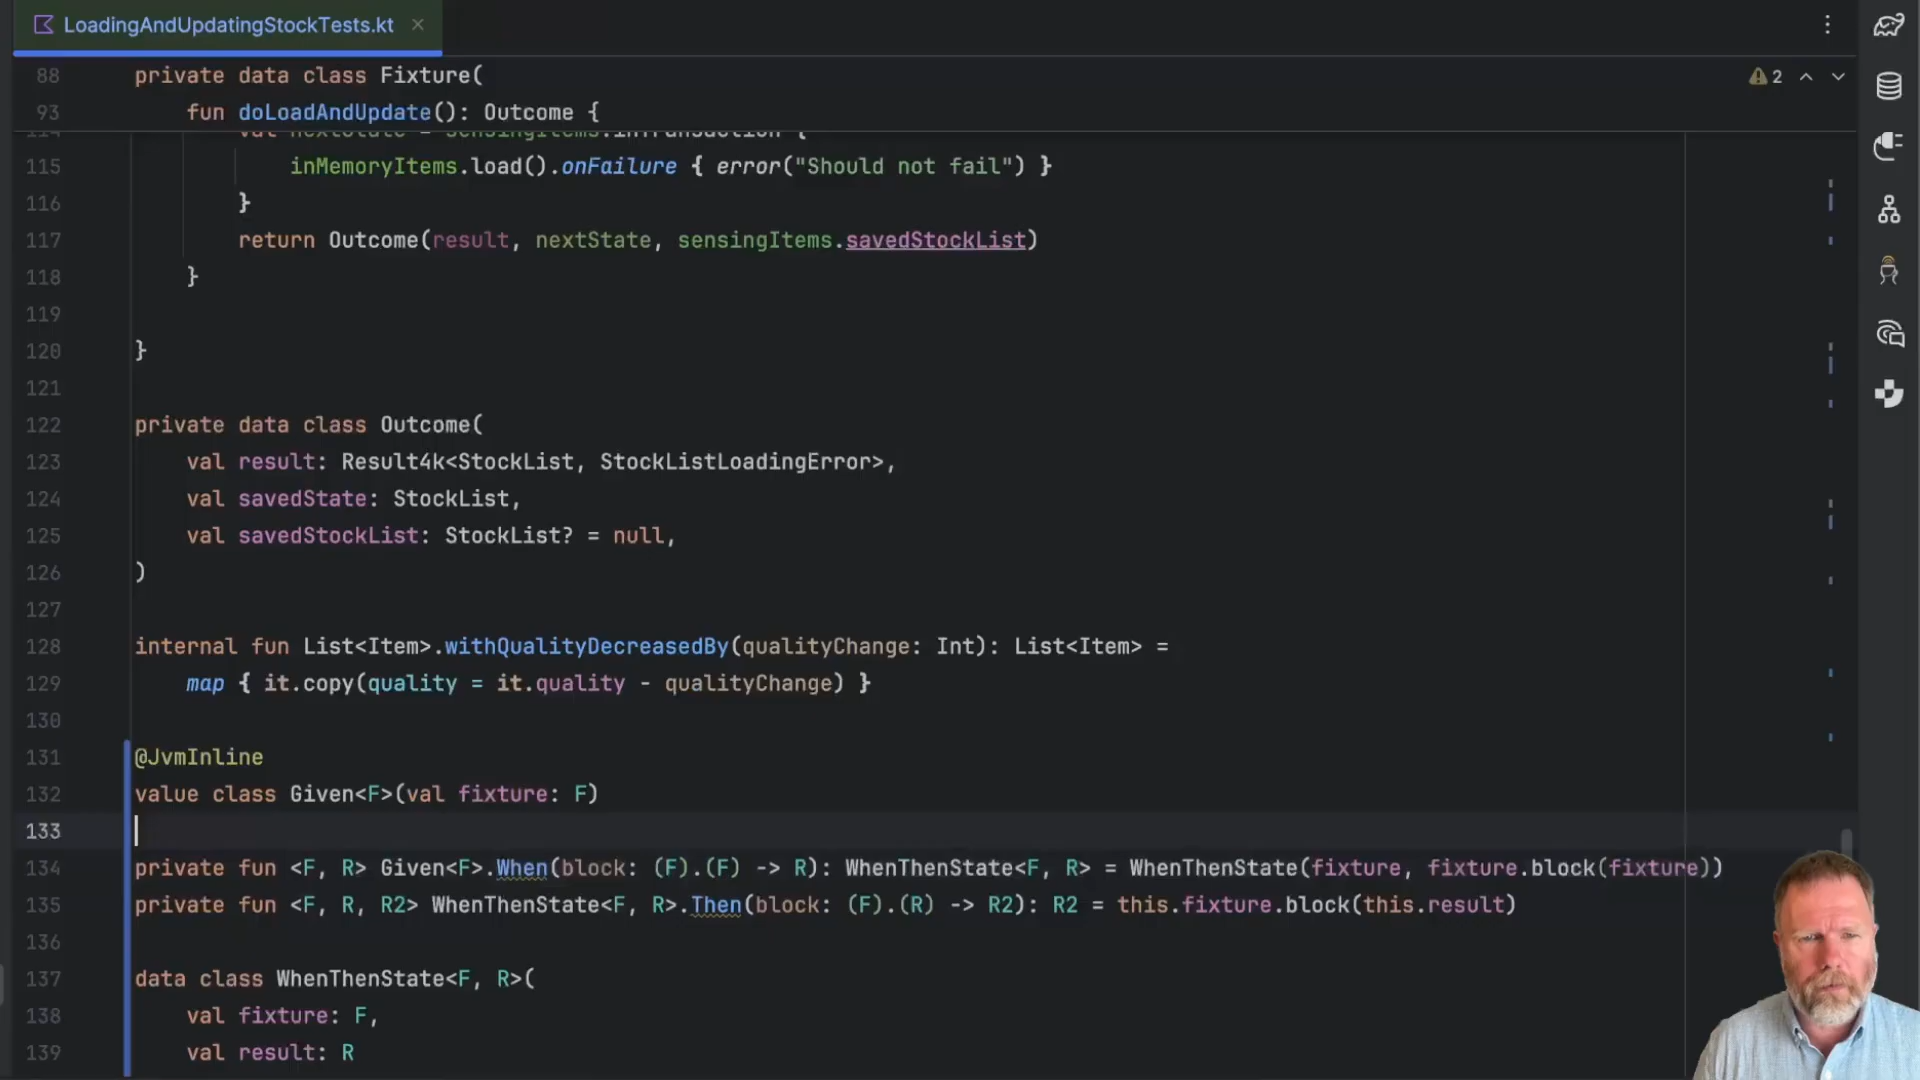 LoadingAndUpdatingStockTests.kt
88 private data class Fixture(
2
93 fun doLoadAndUpdate(): Outcome {
114 val nextState = sensingItems.inTransaction {
115 inMemoryItems.load().onFailure { error("Should not fail") }
116 }
117 return Outcome(result, nextState, sensingItems.savedStockList)
118 }
119
120 }
121
122 private data class Outcome(
123 val result: Result4k<StockList, StockListLoadingError>,
124 val savedState: StockList,
125 val savedStockList: StockList? = null,
126 )
127
128 internal fun List<Item>.withQualityDecreasedBy(qualityChange: Int): List<Item> =
129 map { it.copy(quality = it.quality - qualityChange) }
130
131 @JvmInline
132 value class Given<F>(val fixture: F)
133
134 private fun <F, R> Given<F>.When(block: (F).(F) -> R): WhenThenState<F, R> = WhenThenState(fixture, fixture.block(fixture))
135 private fun <F, R, R2> WhenThenState<F, R>.Then(block: (F).(R) -> R2): R2 = this.fixture.block(this.result)
136
137 data class WhenThenState<F, R>(
138 val fixture: F,
139 val result: R